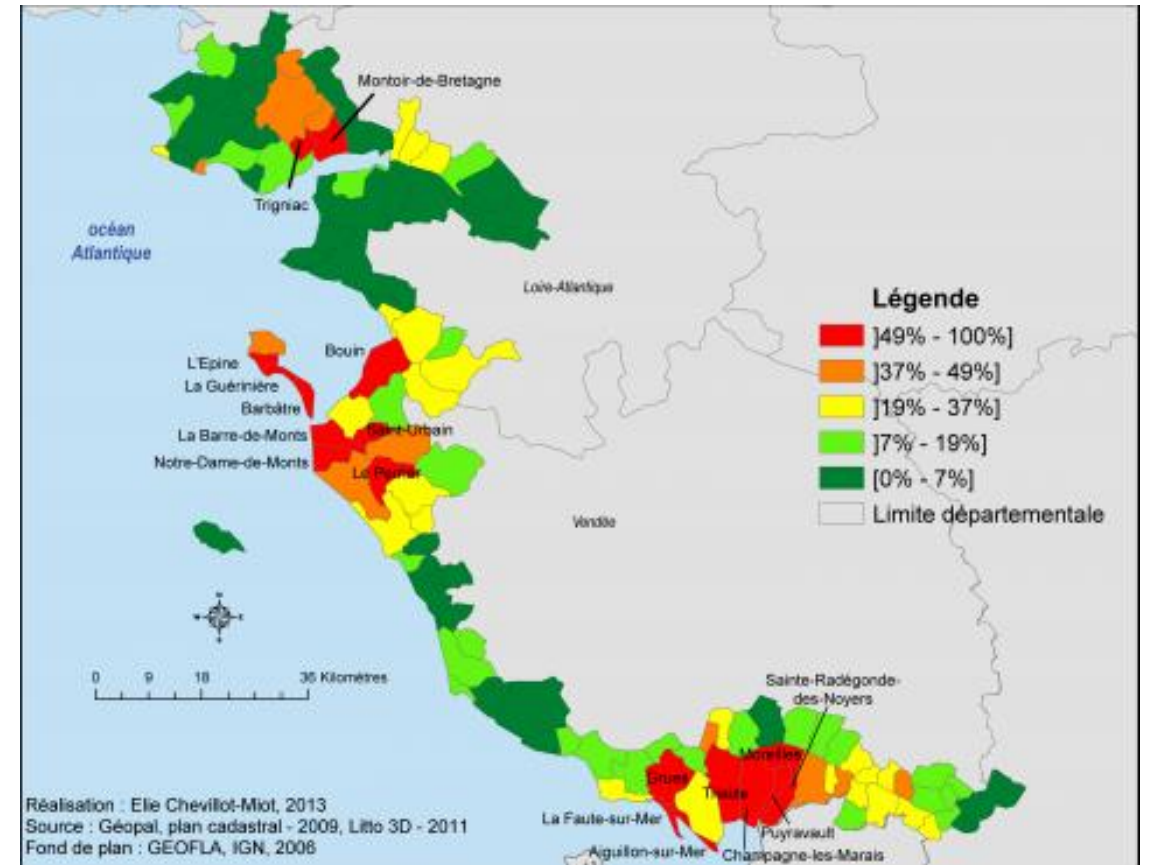 Montoir-de-Bretagne
Trignac
océan
Atlantique
Loire-Atlantique
Légende
]49% - 100%]
]37% - 49%]
]19% - 37%]
]7% - 19%]
[0% - 7%]
Limite départementale
L'Epine
La Guérinière
Barbâtre
Bouin
La Barre-de-Monts
Saint-Urbain
Notre-Dame-de-Monts
Le Perrier
Vendée
N
E
S
0 9 18 36 Kilomètres
Sainte-Radégonde-
des-Noyers
Moreilles
Grues
Triaize
La Faute-sur-Mer
Puyravault
Aiguillon-sur-Mer
Champagne-les-Marais
Réalisation : Elie Chevillot-Miot, 2013
Source : Géopal, plan cadastral - 2009, Litto 3D - 2011
Fond de plan : GEOFLA, IGN, 2006